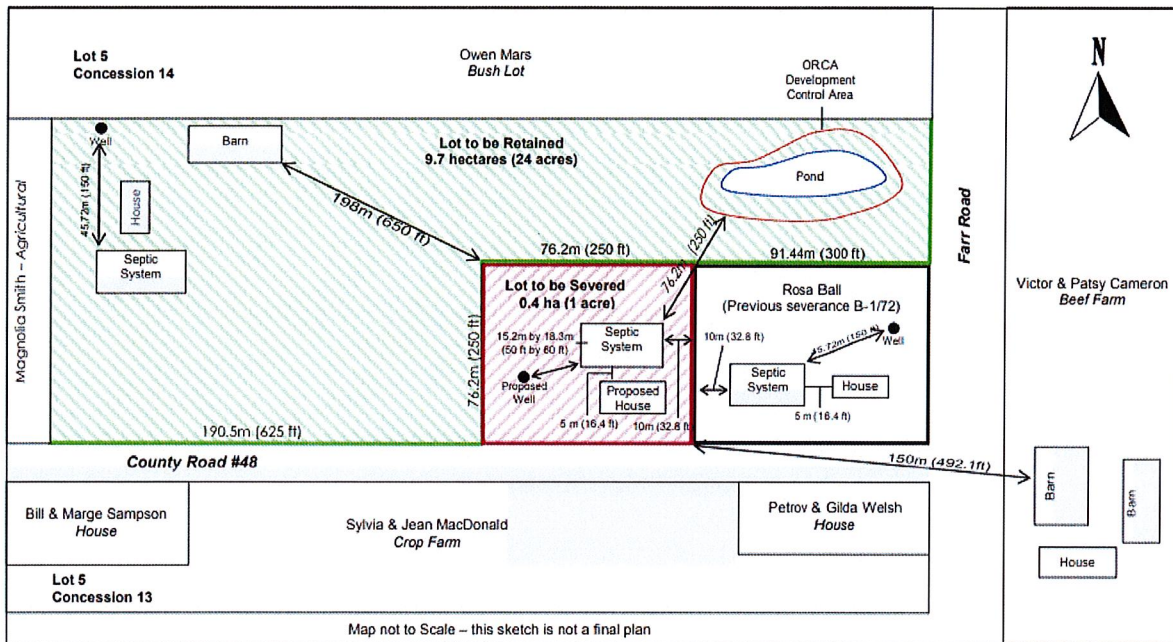 Lot 5
Concession 14
Owen Mars
Bush Lot
ORCA
Development
Control Area
N
Well
Barn
Lot to be Retained
9.7 hectares (24 acres)
Pond
45.72m (150 ft)
House
Septic
System
198m (650 ft)
Magnolia Smith – Agricultural
76.2m (250 ft)
76.2m (250 ft)
91.44m (300 ft)
Farr Road
Victor & Patsy Cameron
Beef Farm
Lot to be Severed
0.4 ha (1 acre)
Rosa Ball
(Previous severance B-1/72)
76.2m (250 ft)
15.2m by 18.3m
(50 ft by 60 ft)
Septic
System
Proposed
Well
Proposed
House
5 m (16.4 ft)
10m (32.8 ft)
10m (32.8 ft)
Septic
System
45.72m (150 ft)
Well
House
5 m (16.4 ft)
190.5m (625 ft)
County Road #48
150m (492.1ft)
Barn
Barn
House
Bill & Marge Sampson
House
Sylvia & Jean MacDonald
Crop Farm
Petrov & Gilda Welsh
House
Lot 5
Concession 13
Map not to Scale – this sketch is not a final plan